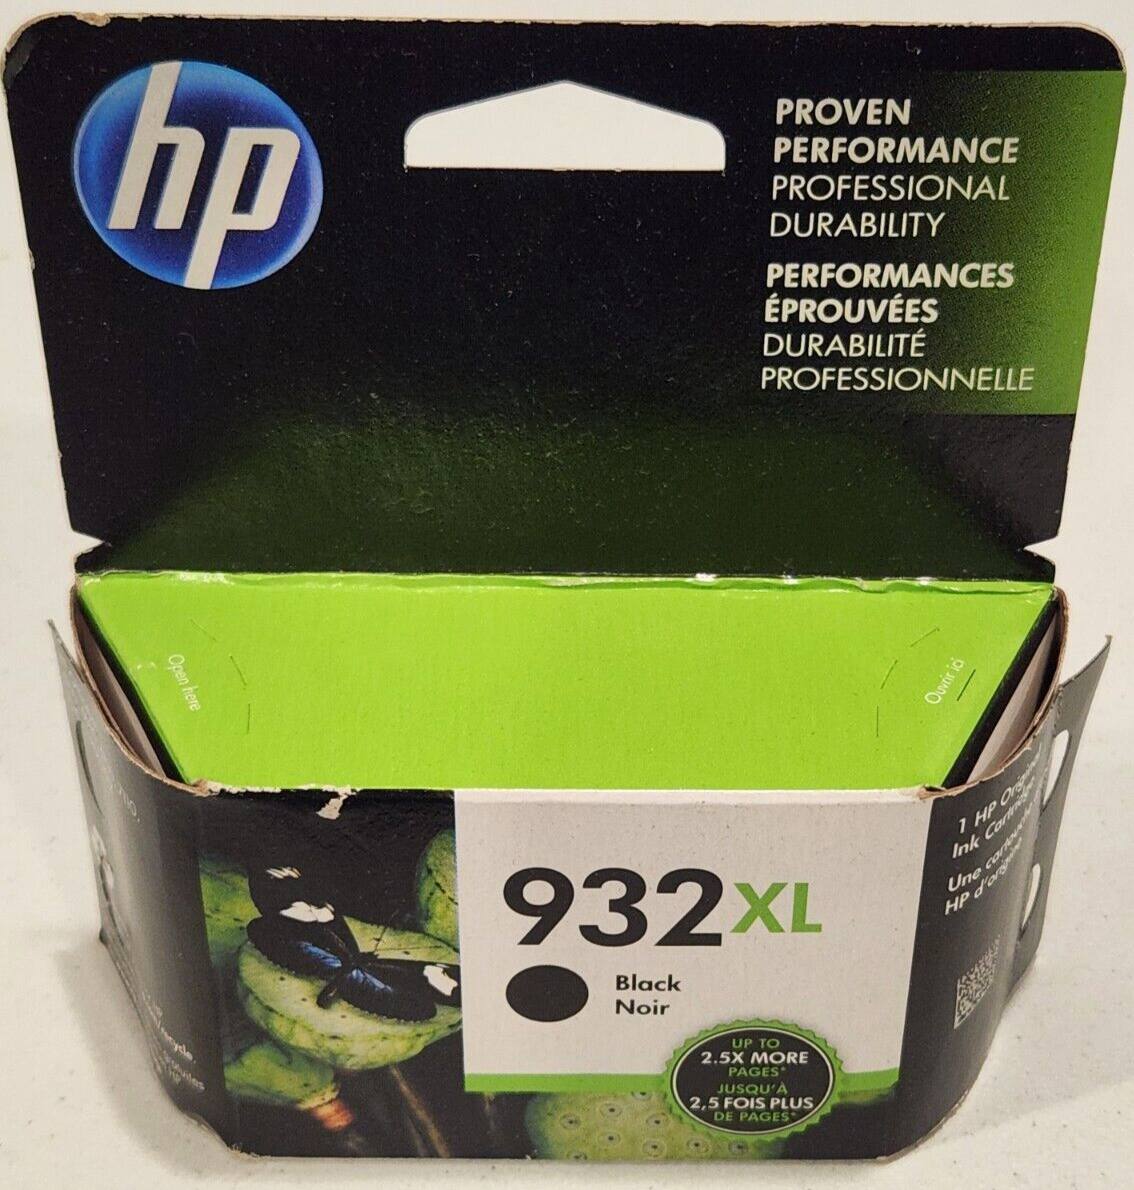 hp
PROVEN
PERFORMANCE
PROFESSIONAL
DURABILITY
PERFORMANCES
ÉPROUVÉES
DURABILITÉ
PROFESSIONNELLE
Open here
Ouvrir ici
932XL
Black
Noir
UP TO
2.5X MORE
PAGES*
JUSQU'À
2,5 FOIS PLUS
DE PAGES*
1 HP Original
Ink Cartridge
Une cartouche
HP d'origine
recycle.
HP